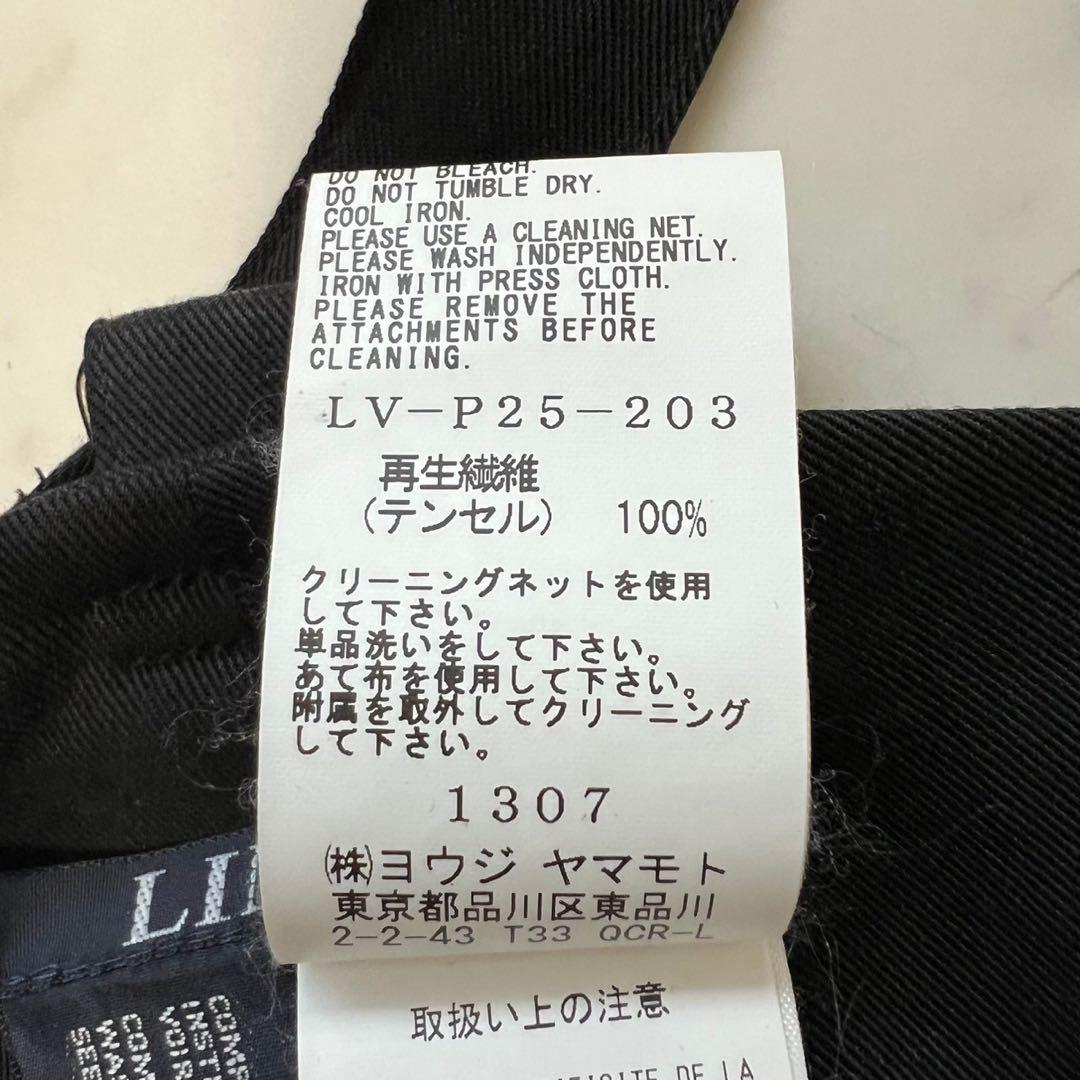 DO NOT BLEACH.
DO NOT TUMBLE DRY.
COOL IRON.
PLEASE USE A CLEANING NET.
PLEASE WASH INDEPENDENTLY.
IRON WITH PRESS CLOTH.
PLEASE REMOVE THE
ATTACHMENTS BEFORE
CLEANING.
LV-P25-203
再生繊維
(テンセル) 100%
クリーニングネットを使用
して下さい。
単品洗いをして下さい。
あて布を使用して下さい。
附属を取外してクリーニング
して下さい。
1307
㈱ヨウジ ヤマモト
東京都品川区東品川
2-2-43 T33 QCR-L
取扱い上の注意
DE LA
LI
VOIR